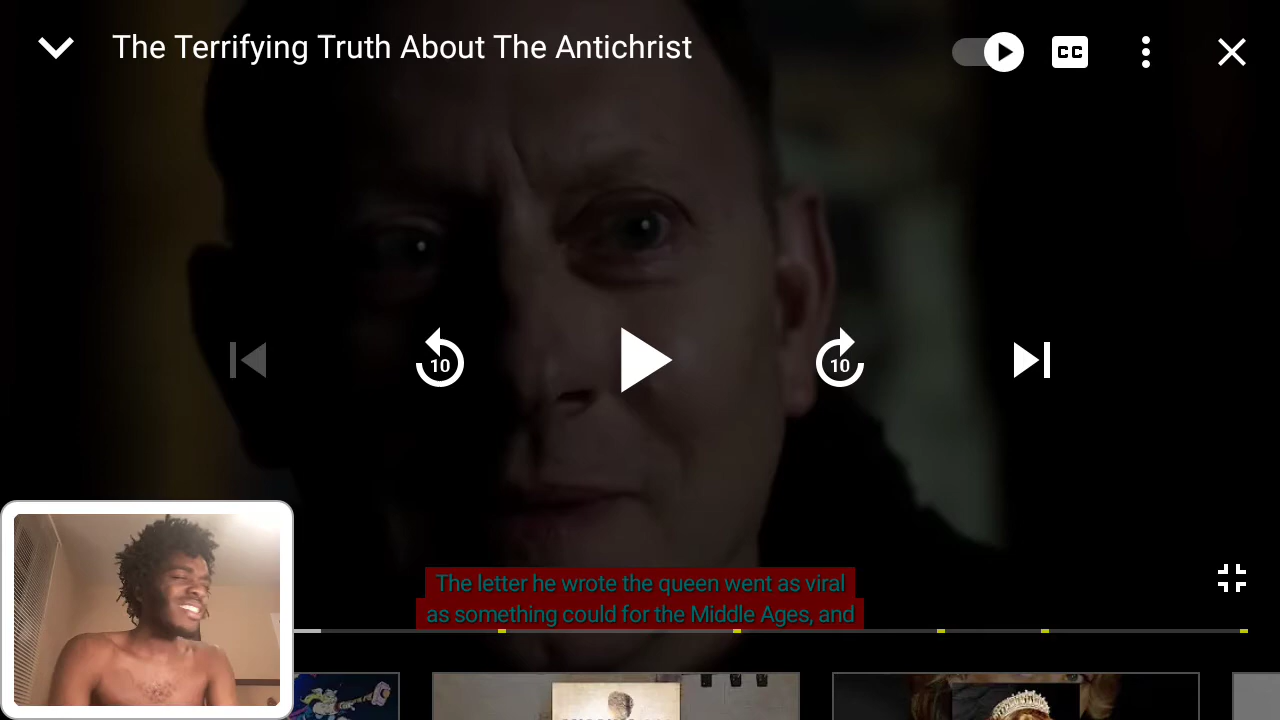 The Terrifying Truth About The Antichrist
CC
10
10
The letter he wrote the queen went as viral
as something could for the Middle Ages, and